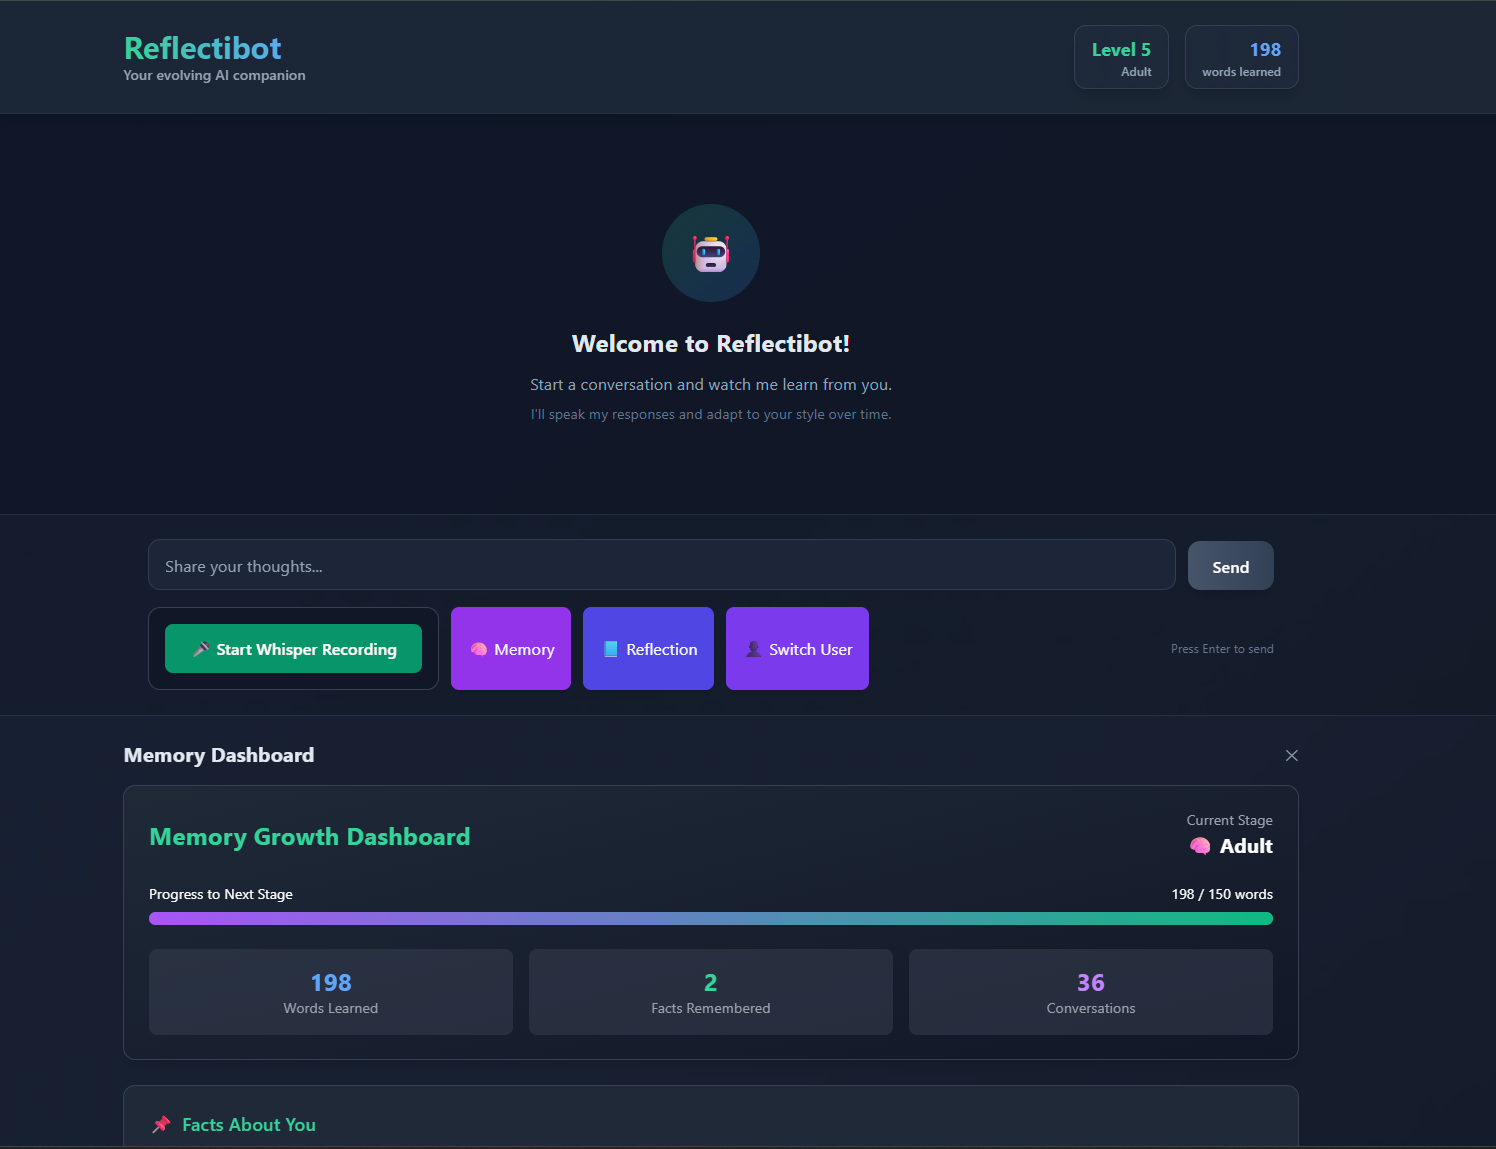 Reflectibot
Your evolving AI companion
Level 5
Adult
198
words learned
Welcome to Reflectibot!
Start a conversation and watch me learn from you.
I'll speak my responses and adapt to your style over time.
Share your thoughts...
Send
Start Whisper Recording
Memory
Reflection
Switch User
Press Enter to send
Memory Dashboard
Memory Growth Dashboard
Current Stage
Adult
Progress to Next Stage
198 / 150 words
198
Words Learned
2
Facts Remembered
36
Conversations
Facts About You